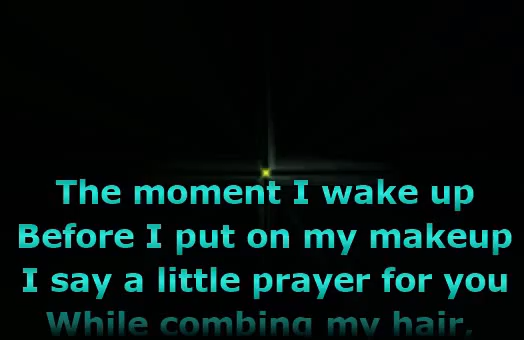 The moment I wake up
Before I put on my makeup
I say a little prayer for you
While combing my hair,